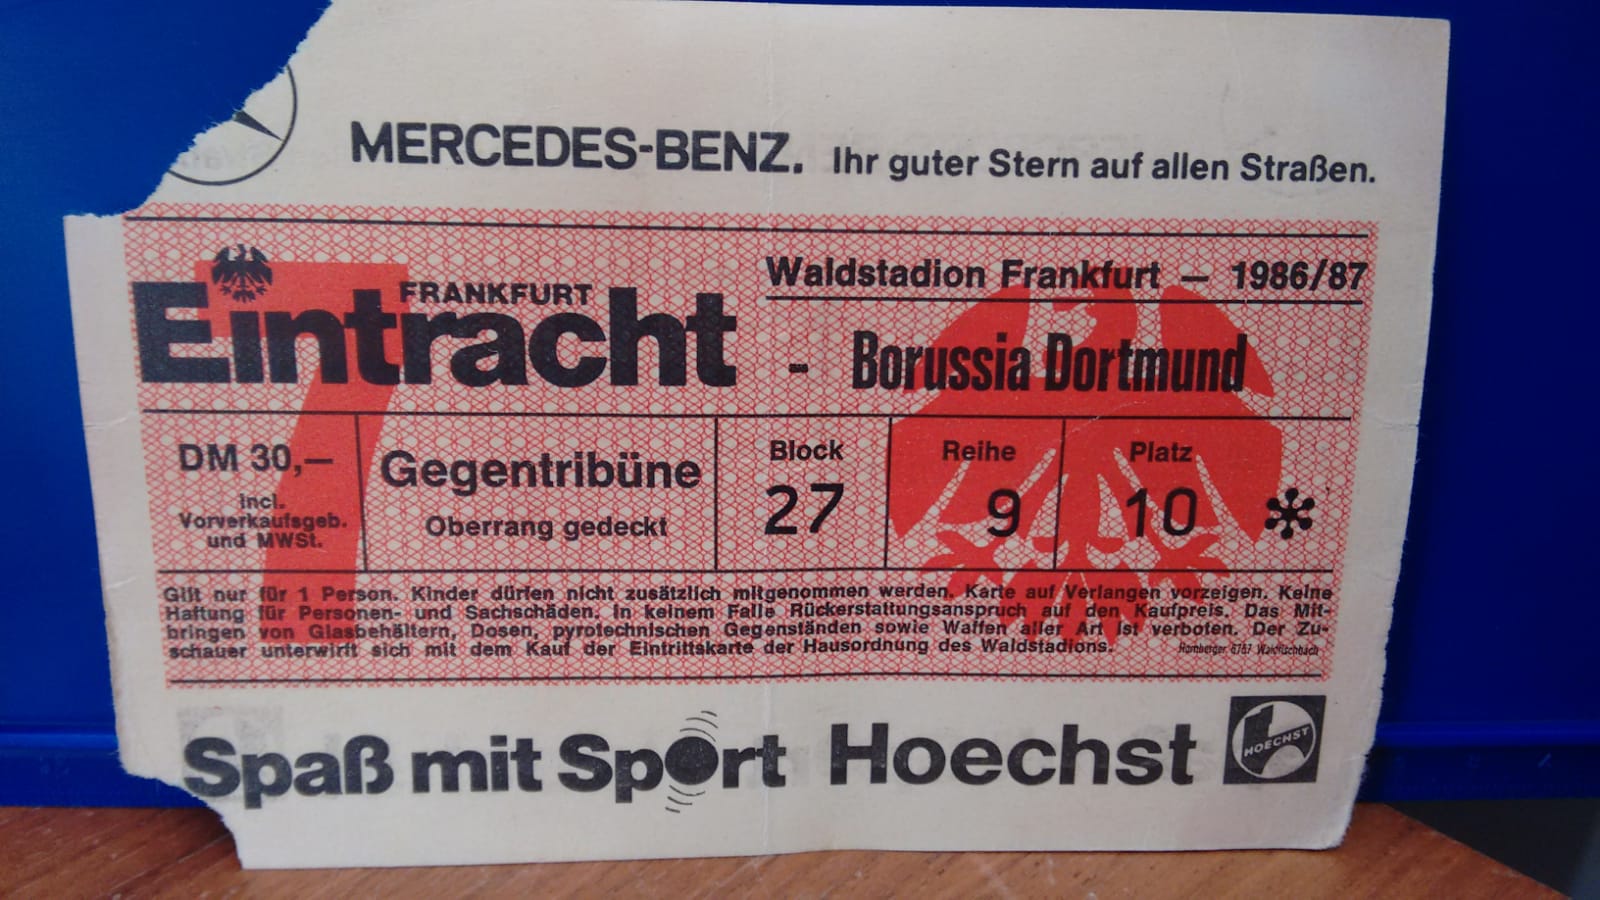 MERCEDES-BENZ. Ihr guter Stern auf allen Straßen.
Waldstadion Frankfurt – 1986/87
FRANKFURT
Eintracht - Borussia Dortmund
7
DM 30,—
incl.
Vorverkaufsgeb.
und MWSt.
Gegentribüne
Oberrang gedeckt
Block
27
Reihe
9
Platz
10
Gilt nur für 1 Person. Kinder dürfen nicht zusätzlich mitgenommen werden. Karte auf Verlangen vorzeigen. Keine
Haftung für Personen- und Sachschäden. In keinem Falle Rückerstattungsanspruch auf den Kaufpreis. Das Mit-
bringen von Glasbehältern, Dosen, pyrotechnischen Gegenständen sowie Waffen aller Art ist verboten. Der Zu-
schauer unterwirft sich mit dem Kauf der Eintrittskarte der Hausordnung des Waldstadions.
Hamberger 6767 Waldfischbach
Spaß mit Sport Hoechst
HOECHST